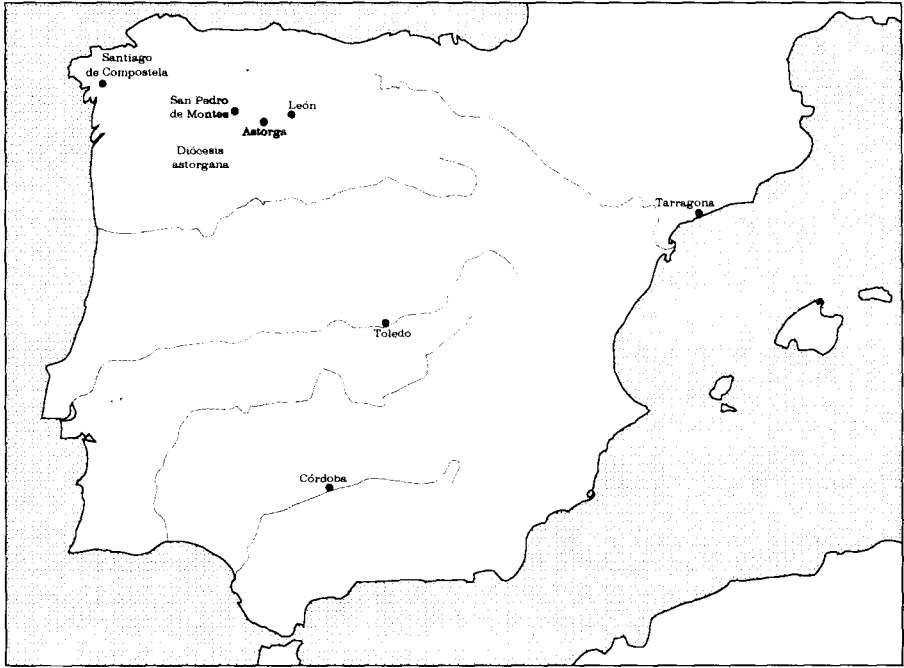 Santiago
de Compostela
San Pedro
de Montes
León
Astorga
Diócesis
astorgana
Tarragona
Toledo
Córdoba